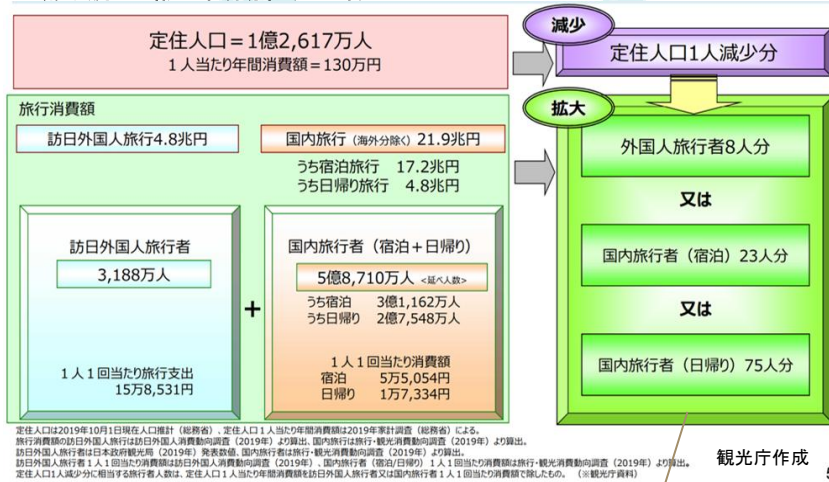 定住人口＝1億2,617万人
1人当たり年間消費額＝130万円
減少
定住人口1人減少分
旅行消費額
訪日外国人旅行4.8兆円
国内旅行（海外分除く）21.9兆円
うち宿泊旅行 17.2兆円
うち日帰り旅行 4.8兆円
訪日外国人旅行者
3,188万人
1人1回当たり旅行支出
15万8,531円
+
国内旅行者（宿泊＋日帰り）
5億8,710万人 <延べ人数>
うち宿泊 3億1,162万人
うち日帰り 2億7,548万人
1人1回当たり消費額
宿泊 5万5,054円
日帰り 1万7,334円
拡大
外国人旅行者8人分
又は
国内旅行者（宿泊）23人分
又は
国内旅行者（日帰り）75人分
定住人口は2019年10月1日現在人口推計（総務省）、定住人口1人当たり年間消費額は2019年家計調査（総務省）による。
旅行消費額の訪日外国人旅行は訪日外国人消費動向調査（2019年）より算出、国内旅行は旅行・観光消費動向調査（2019年）より算出。
訪日外国人旅行者は日本政府観光局（2019年）発表数値、国内旅行者は旅行・観光消費動向調査（2019年）より算出。
訪日外国人旅行者1人1回当たり消費額は訪日外国人消費動向調査（2019年）、国内旅行者（宿泊/日帰り）1人1回当たり消費額は旅行・観光消費動向調査（2019年）より算出。
定住人口1人減少分に相当する旅行者人数は、定住人口1人当たり年間消費額を訪日外国人旅行者又は国内旅行者1人1回当たり消費額で除したもの。 （※観光庁資料）
観光庁作成